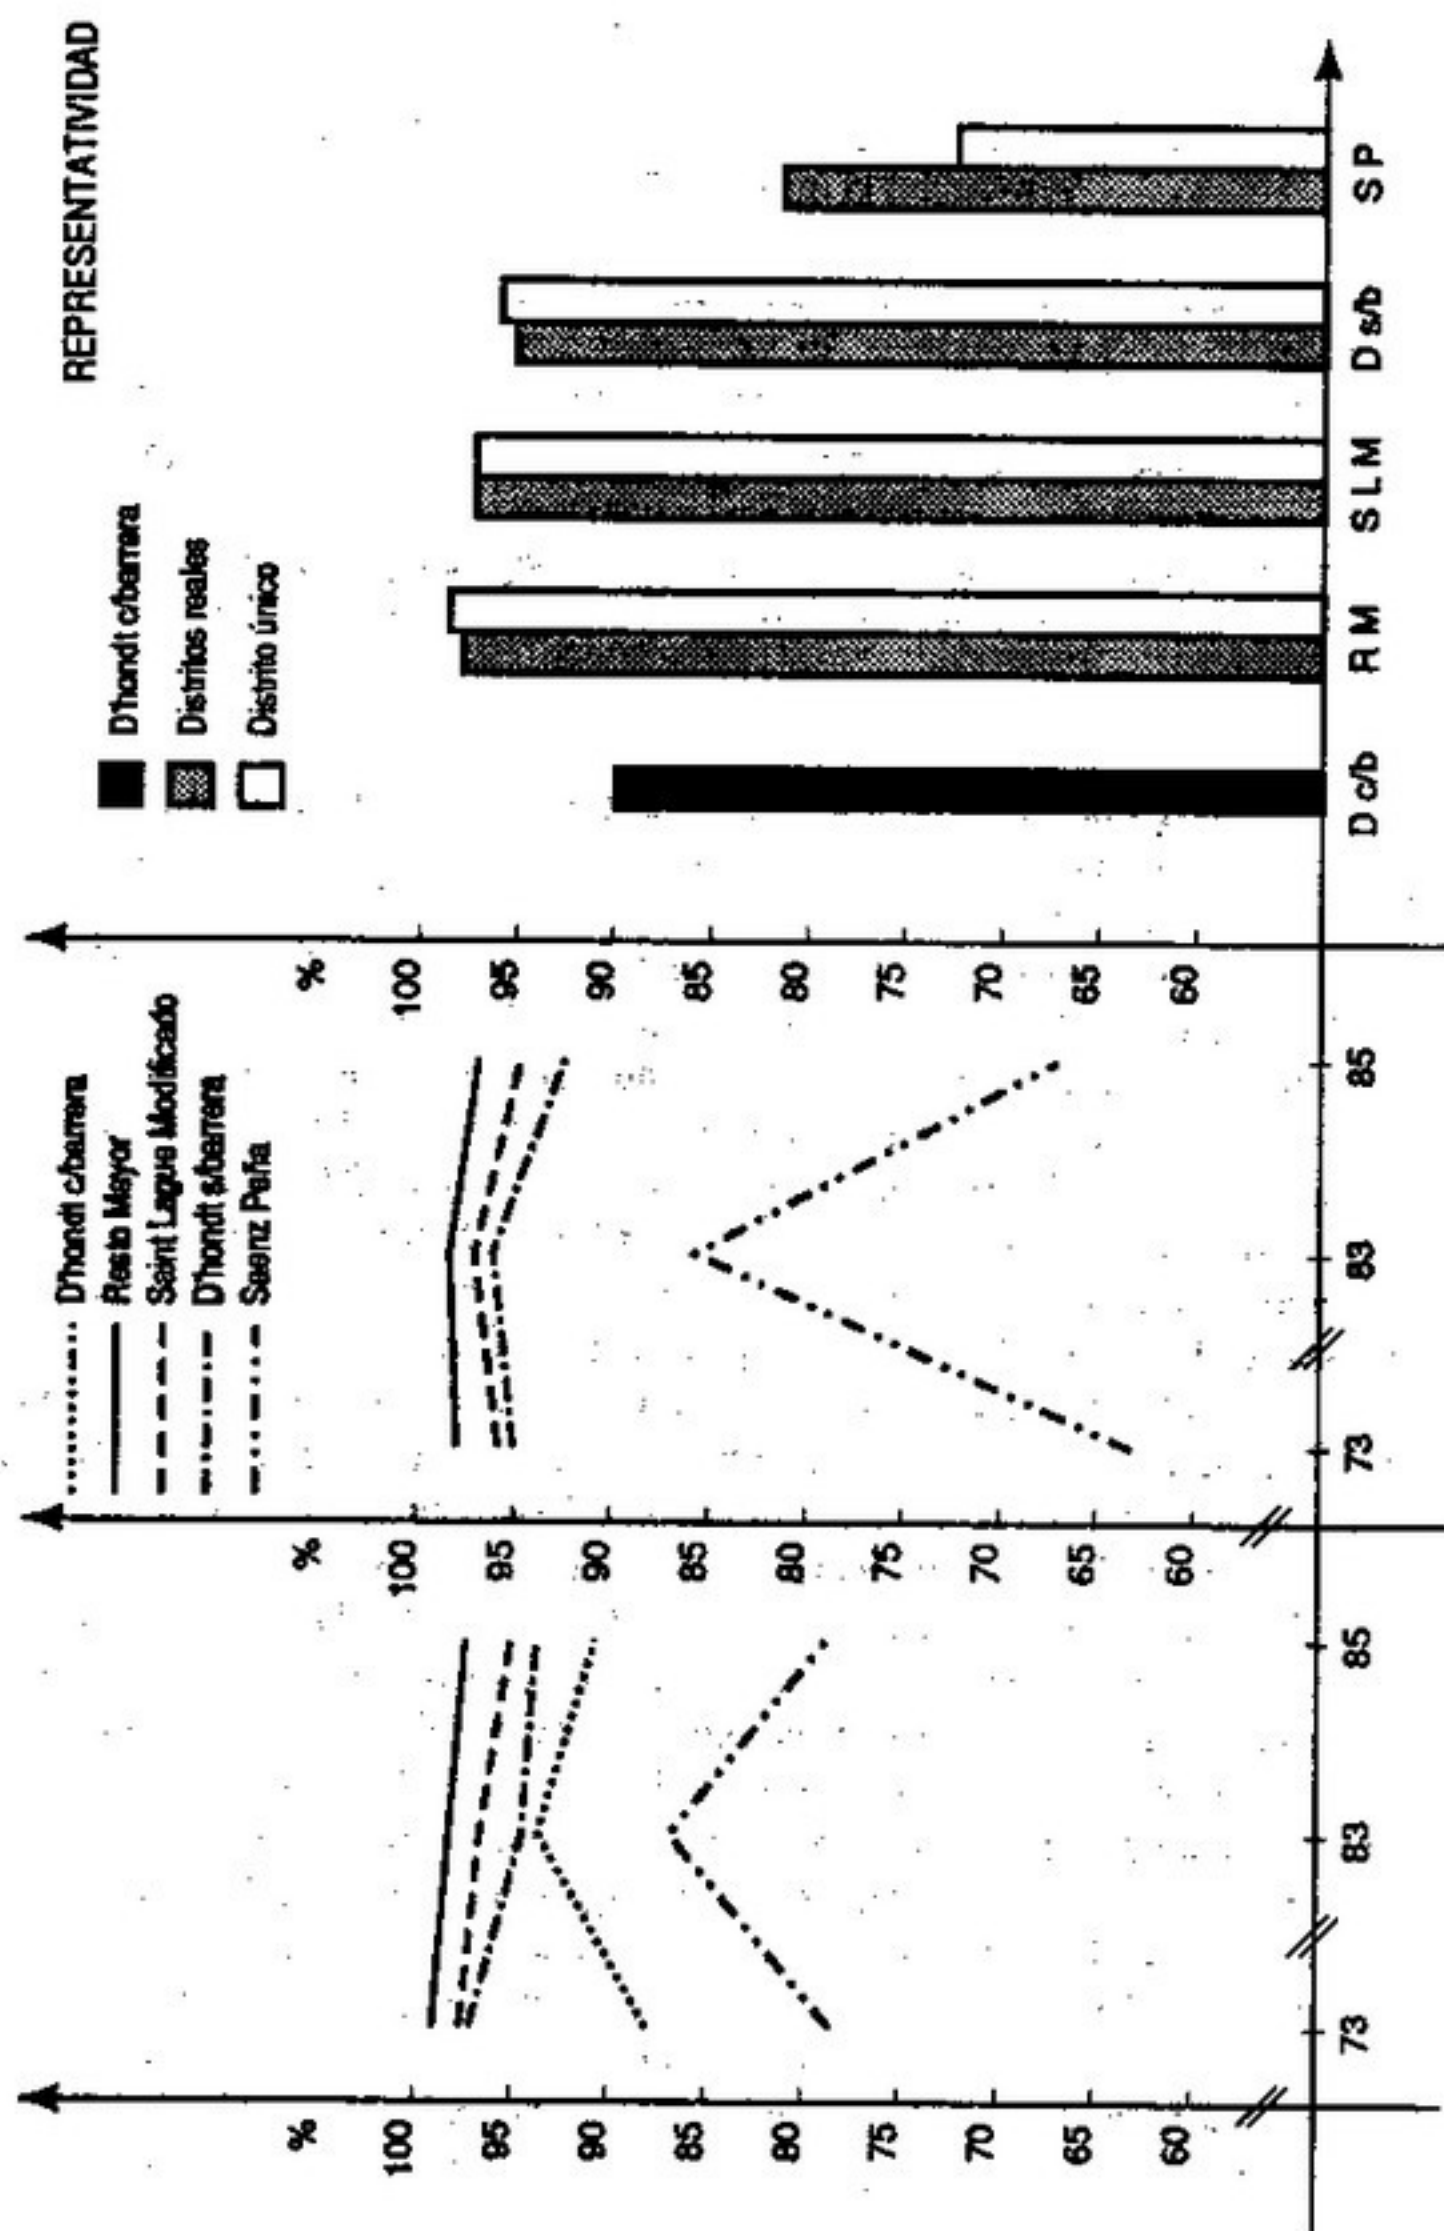 REPRESENTATIVIDAD
D'hondt c/barrera
Resto Mayor
Saint Lague Modificado
D'hondt s/barrera
Saenz Peña
D'hondt c/barrera
Distritos reales
Distrito único
%
100
95
90
85
80
75
70
65
60
73
83
85
%
100
95
90
85
80
75
70
65
60
73
83
85
%
100
95
90
85
80
75
70
65
60
D c/b
R M
S L M
D s/b
S P